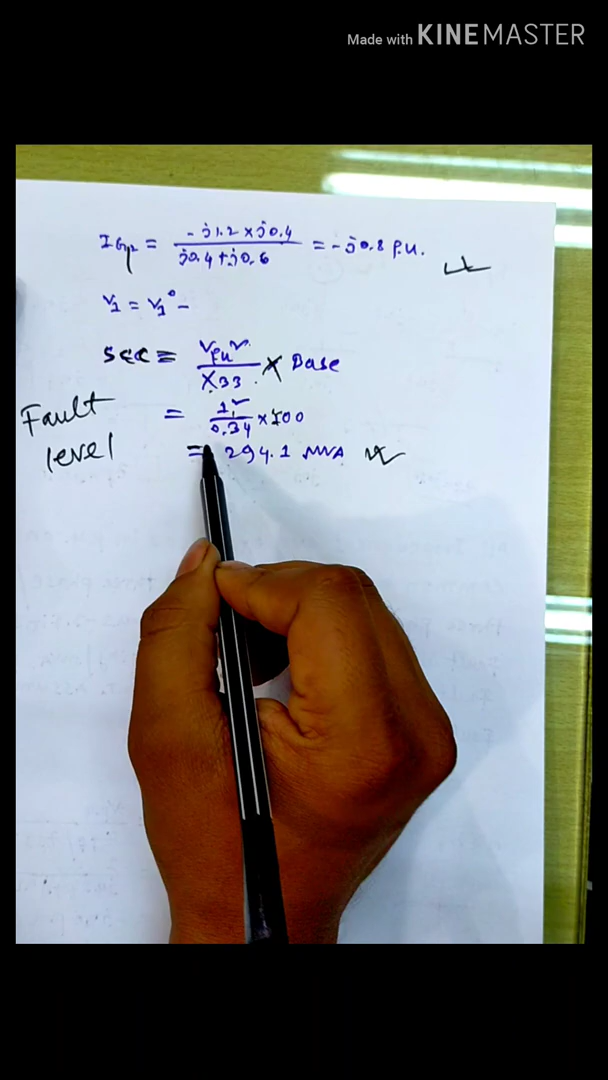 Made with KINEMASTER
IG2 = -j1.2 x j0.4 / j0.4 + j0.6 = -j0.8 P.U.
V1 = V1° -
SCC = Vpu² / X33 X Base
Fault level = 1² / 0.34 x 100
= 294.1 MVA